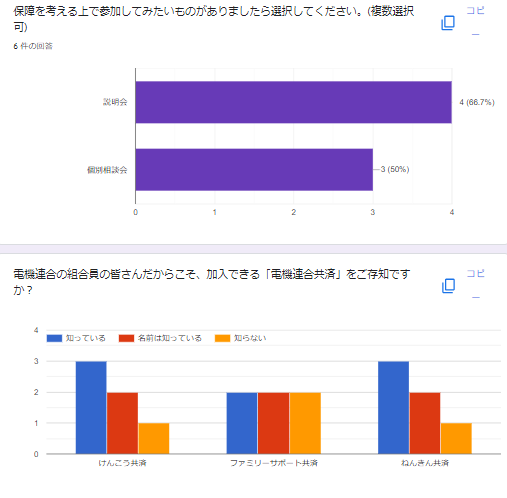 保障を考える上で参加してみたいものがありましたら選択してください。(複数選択
可)
コピ
ー
6 件の回答
説明会
4 (66.7%)
個別相談会
3 (50%)
0 1 2 3 4
電機連合の組合員の皆さんだからこそ、加入できる「電機連合共済」をご存知です
か？
コピ
ー
4
知っている 名前は知っている 知らない
3
2
1
0
けんこう共済 ファミリーサポート共済 ねんきん共済